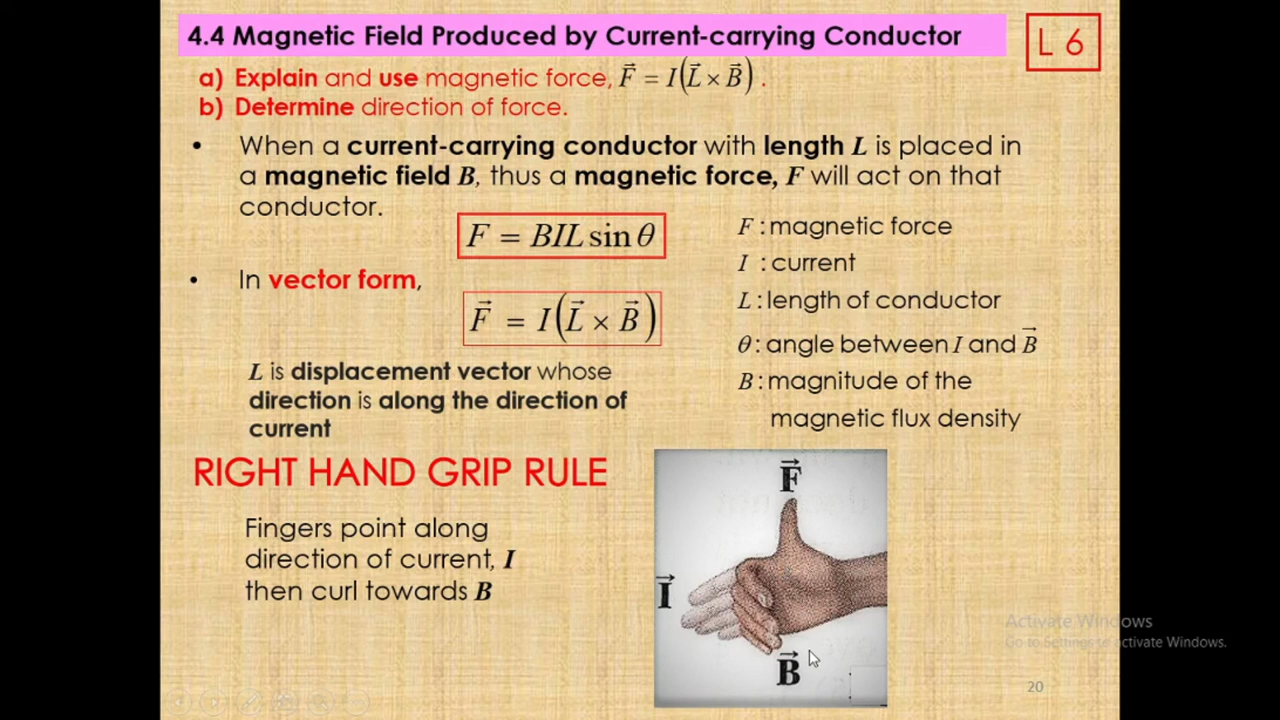 4.4 Magnetic Field Produced by Current-carrying Conductor
L 6
a) Explain and use magnetic force, F⃗ = I(L⃗ × B⃗) .
b) Determine direction of force.
• When a current-carrying conductor with length L is placed in
a magnetic field B, thus a magnetic force, F will act on that
conductor.
F = BIL sin θ
• In vector form,
F⃗ = I(L⃗ × B⃗)
L is displacement vector whose
direction is along the direction of
current
F : magnetic force
I : current
L : length of conductor
θ : angle between I and B⃗
B : magnitude of the
magnetic flux density
RIGHT HAND GRIP RULE
Fingers point along
direction of current, I
then curl towards B
F⃗
I⃗
B⃗
Activate Windows
Go to Settings to activate Windows.
20